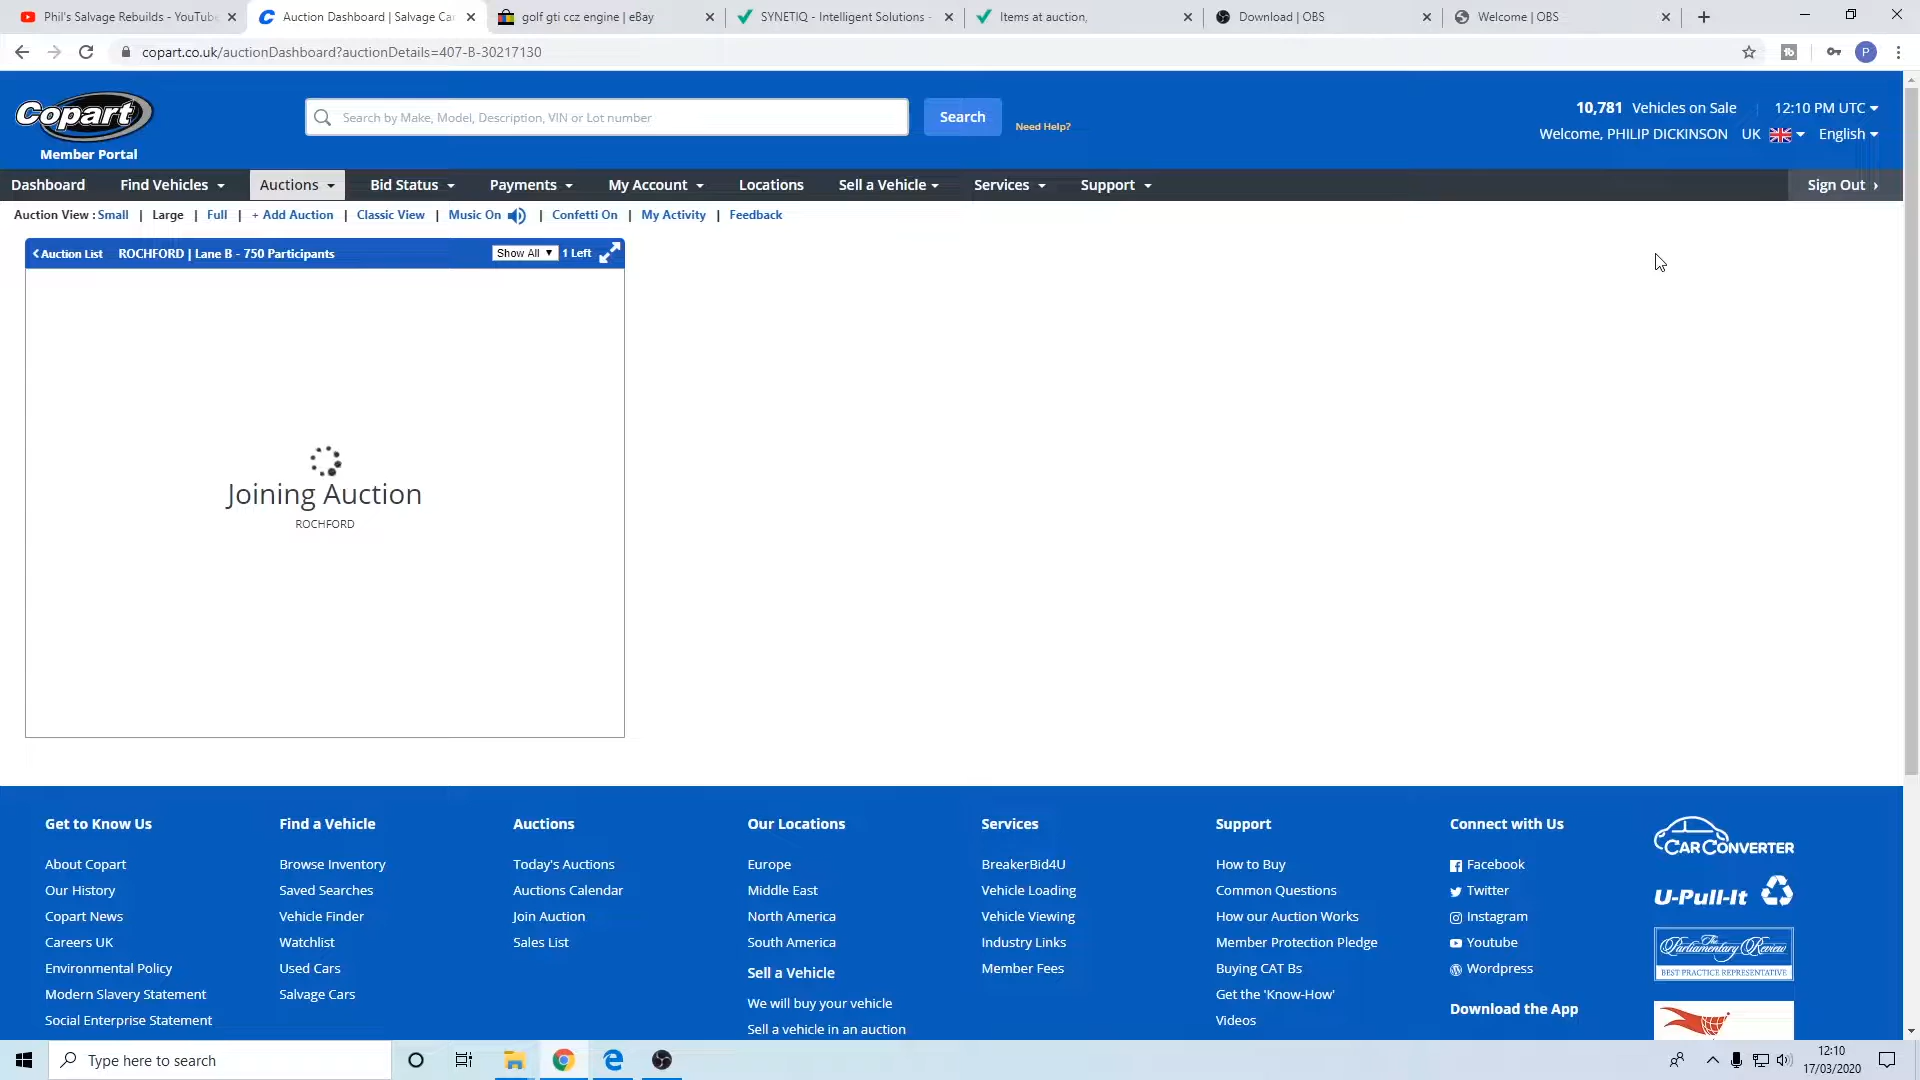 Phil's Salvage Rebuilds - YouTube
Auction Dashboard | Salvage Car
golf gti ccz engine | eBay
SYNETIQ - Intelligent Solutions -
Items at auction,
Download | OBS
Welcome | OBS
copart.co.uk/auctionDashboard?auctionDetails=407-B-30217130
P
Copart
Member Portal
Search by Make, Model, Description, VIN or Lot number
Search
Need Help?
10,781 Vehicles on Sale
12:10 PM UTC
Welcome, PHILIP DICKINSON
UK
English
Dashboard
Find Vehicles
Auctions
Bid Status
Payments
My Account
Locations
Sell a Vehicle
Services
Support
Sign Out
Auction View : Small | Large | Full | + Add Auction | Classic View | Music On | Confetti On | My Activity | Feedback
Auction List
ROCHFORD | Lane B - 750 Participants
Show All
1 Left
Joining Auction
ROCHFORD
Get to Know Us
About Copart
Our History
Copart News
Careers UK
Environmental Policy
Modern Slavery Statement
Social Enterprise Statement
Find a Vehicle
Browse Inventory
Saved Searches
Vehicle Finder
Watchlist
Used Cars
Salvage Cars
Auctions
Today's Auctions
Auctions Calendar
Join Auction
Sales List
Our Locations
Europe
Middle East
North America
South America
Sell a Vehicle
We will buy your vehicle
Sell a vehicle in an auction
Services
BreakerBid4U
Vehicle Loading
Vehicle Viewing
Industry Links
Member Fees
Support
How to Buy
Common Questions
How our Auction Works
Member Protection Pledge
Buying CAT Bs
Get the 'Know-How'
Videos
Connect with Us
Facebook
Twitter
Instagram
Youtube
Wordpress
Download the App
CARCONVERTER
U-Pull-It
The Parliamentary Review
BEST PRACTICE REPRESENTATIVE
Type here to search
12:10
17/03/2020